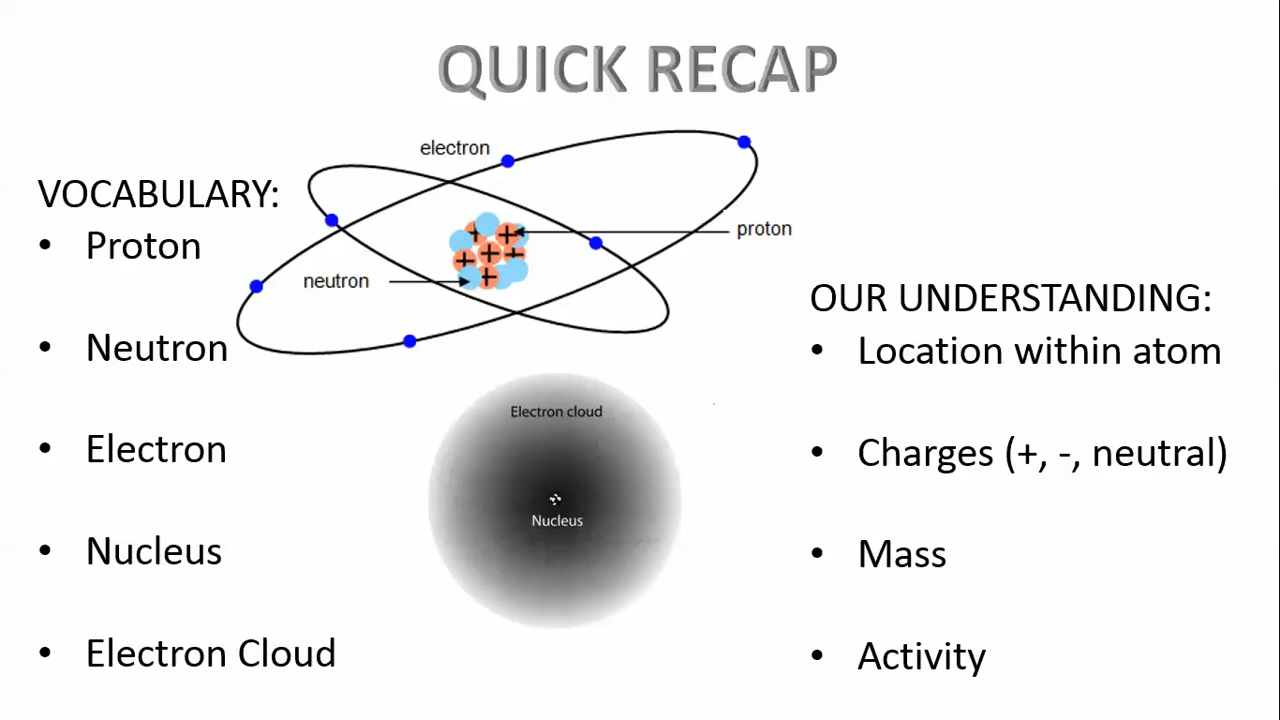 QUICK RECAP
VOCABULARY:
• Proton
• Neutron
• Electron
• Nucleus
• Electron Cloud
electron
proton
neutron
+ + + + + +
Electron cloud
Nucleus
OUR UNDERSTANDING:
• Location within atom
• Charges (+, -, neutral)
• Mass
• Activity